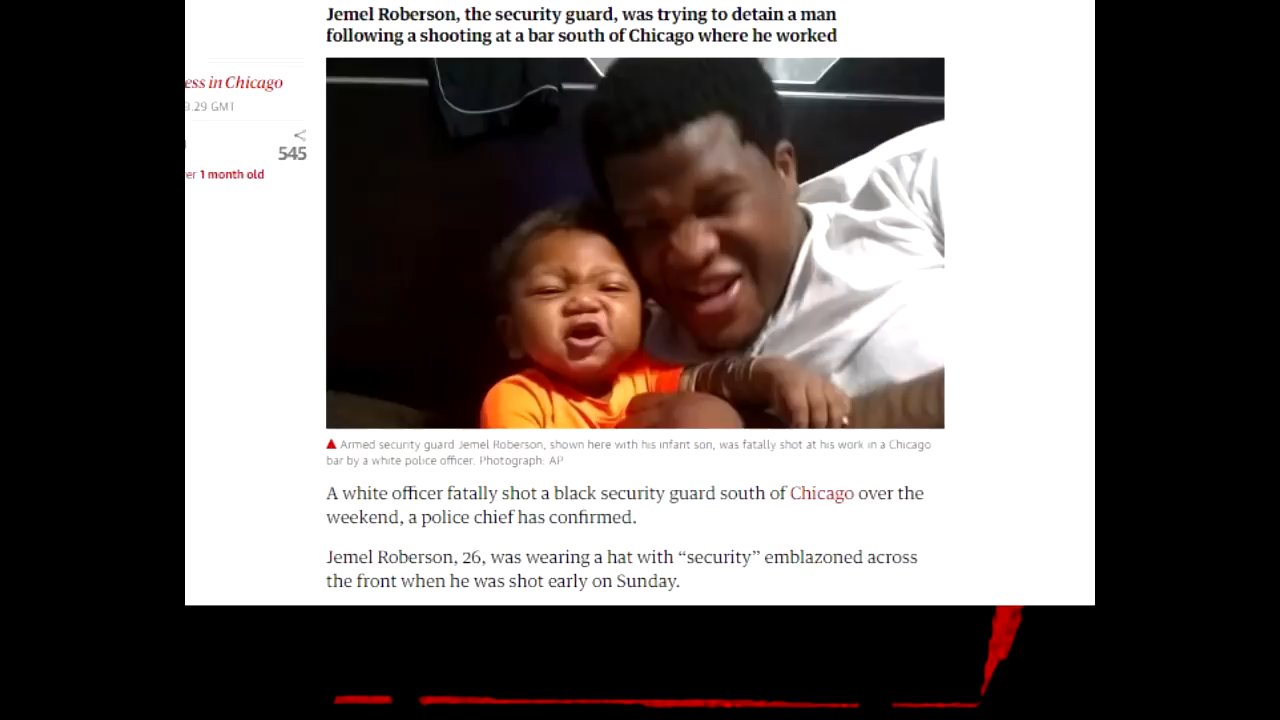 Jemel Roberson, the security guard, was trying to detain a man
following a shooting at a bar south of Chicago where he worked
ess in Chicago
.29 GMT
545
1 month old
Armed security guard Jemel Roberson, shown here with his infant son, was fatally shot at his work in a Chicago
bar by a white police officer. Photograph: AP
A white officer fatally shot a black security guard south of Chicago over the
weekend, a police chief has confirmed.
Jemel Roberson, 26, was wearing a hat with “security” emblazoned across
the front when he was shot early on Sunday.